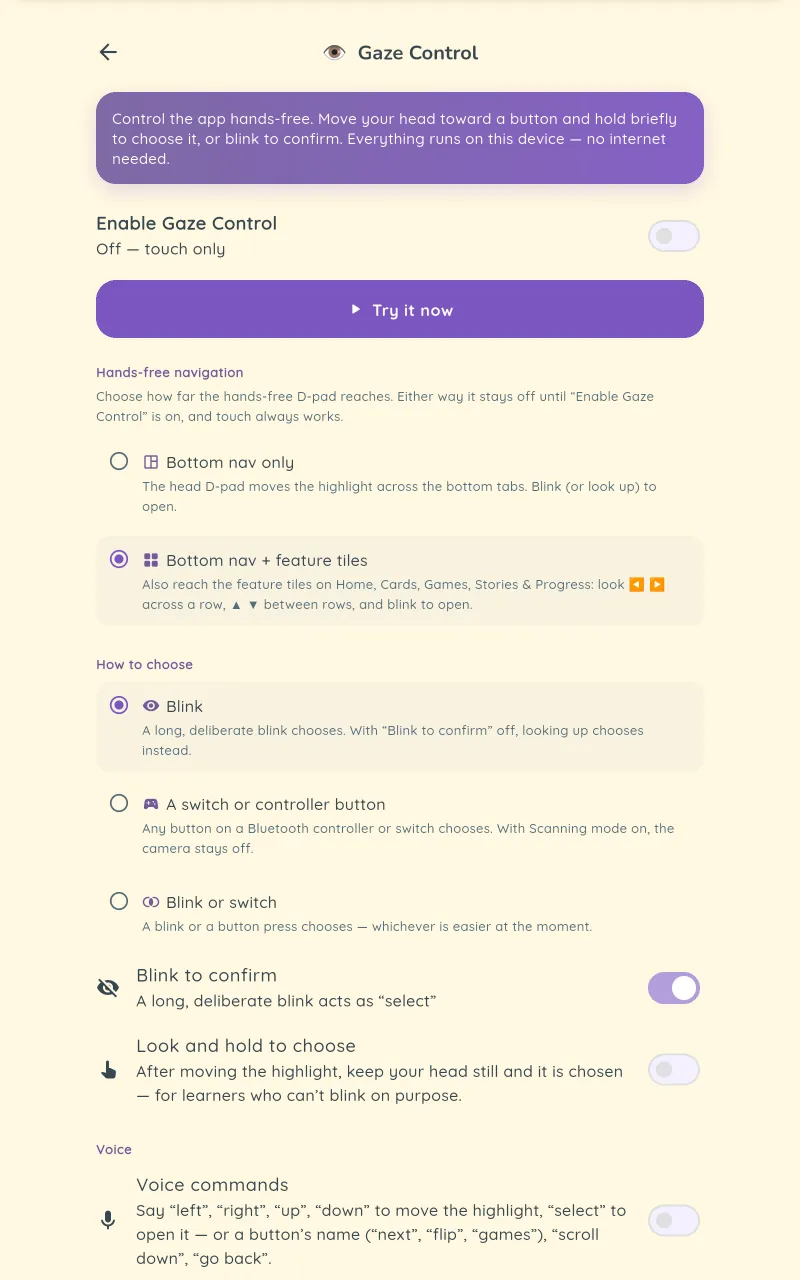 Gaze Control
Control the app hands-free. Move your head toward a button and hold briefly
to choose it, or blink to confirm. Everything runs on this device — no internet
needed.
Enable Gaze Control
Off — touch only
Try it now
Hands-free navigation
Choose how far the hands-free D-pad reaches. Either way it stays off until “Enable Gaze
Control” is on, and touch always works.
Bottom nav only
The head D-pad moves the highlight across the bottom tabs. Blink (or look up) to
open.
Bottom nav + feature tiles
Also reach the feature tiles on Home, Cards, Games, Stories & Progress: look ◀️ ▶️
across a row, ▲ ▼ between rows, and blink to open.
How to choose
Blink
A long, deliberate blink chooses. With “Blink to confirm” off, looking up chooses
instead.
A switch or controller button
Any button on a Bluetooth controller or switch chooses. With Scanning mode on, the
camera stays off.
Blink or switch
A blink or a button press chooses — whichever is easier at the moment.
Blink to confirm
A long, deliberate blink acts as “select”
Look and hold to choose
After moving the highlight, keep your head still and it is chosen
— for learners who can’t blink on purpose.
Voice
Voice commands
Say “left”, “right”, “up”, “down” to move the highlight, “select” to
open it — or a button’s name (“next”, “flip”, “games”), “scroll
down”, “go back”.